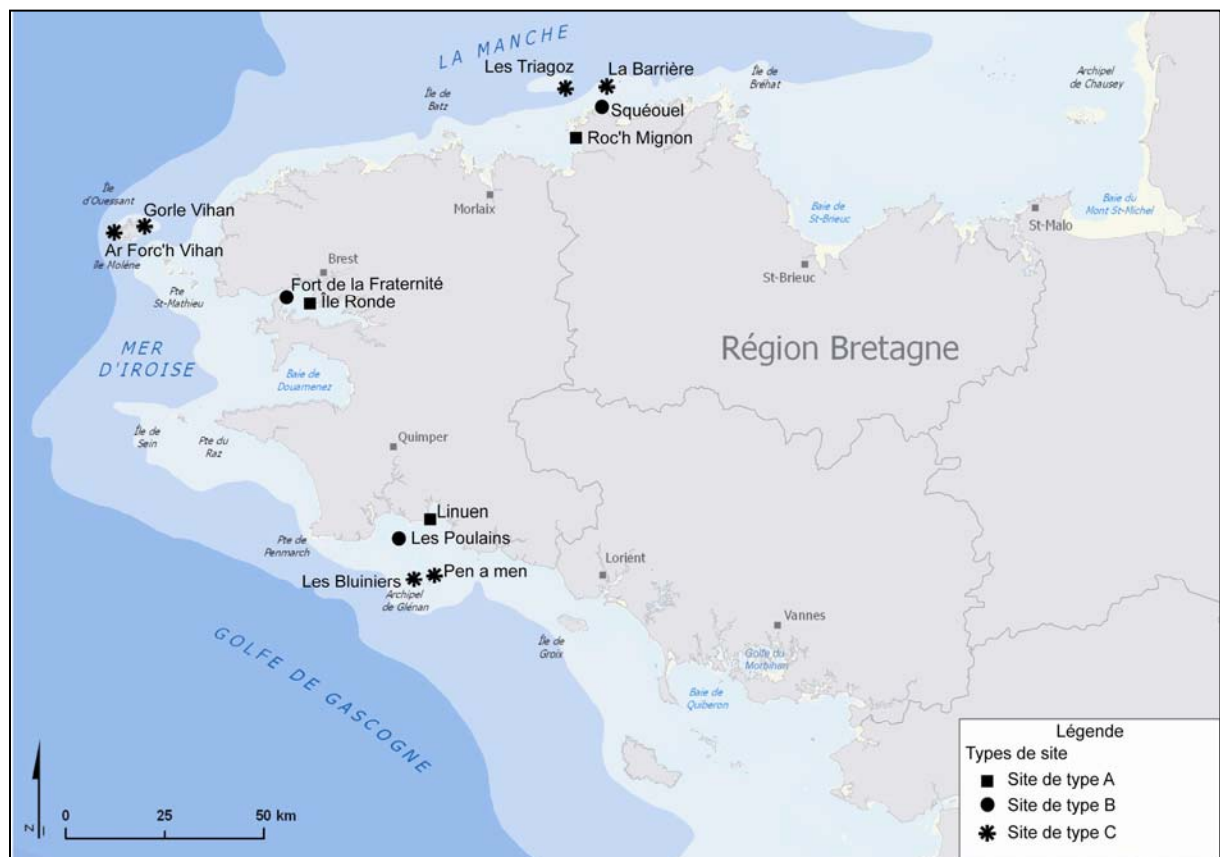 LA MANCHE
Les Triagoz
La Barrière
Île de
Batz
Île de
Bréhat
Archipel
de Chausey
Squéouel
Roc'h Mignon
Île
d'Ouessant
Gorle Vihan
Ar Forc'h Vihan
Île Molène
Morlaix
Baie de
St-Brieuc
St-Malo
Baie du
Mont St-Michel
Brest
St-Brieuc
Pte
St-Mathieu
Fort de la Fraternité
Île Ronde
MER
D'IROISE
Région Bretagne
Baie de
Douarnenez
Île de
Sein
Pte du
Raz
Quimper
Linuen
Les Poulains
Pte de
Penmarch
Les Bluiniers
Pen a men
Archipel
de Glénan
Lorient
Vannes
Île de
Groix
Golfe du
Morbihan
Baie de
Quiberon
GOLFE DE GASCOGNE
Légende
Types de site
Site de type A
Site de type B
Site de type C
N
0 25 50 km